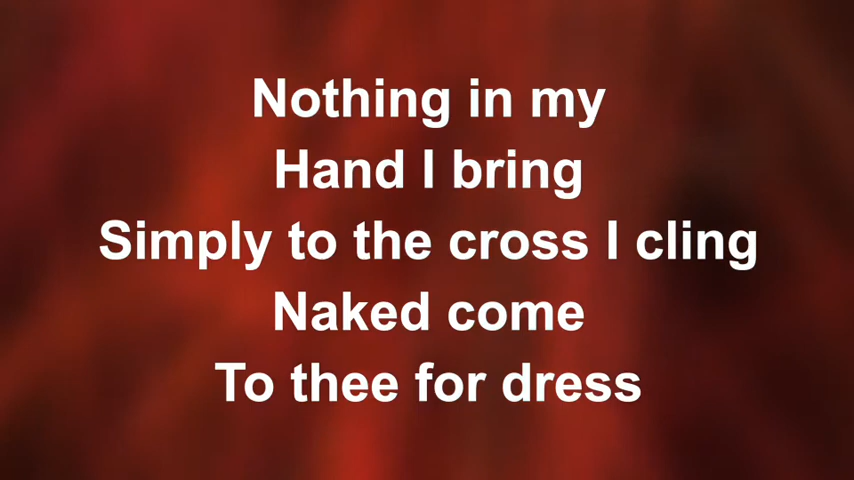 Nothing in my
Hand I bring
Simply to the cross I cling
Naked come
To thee for dress